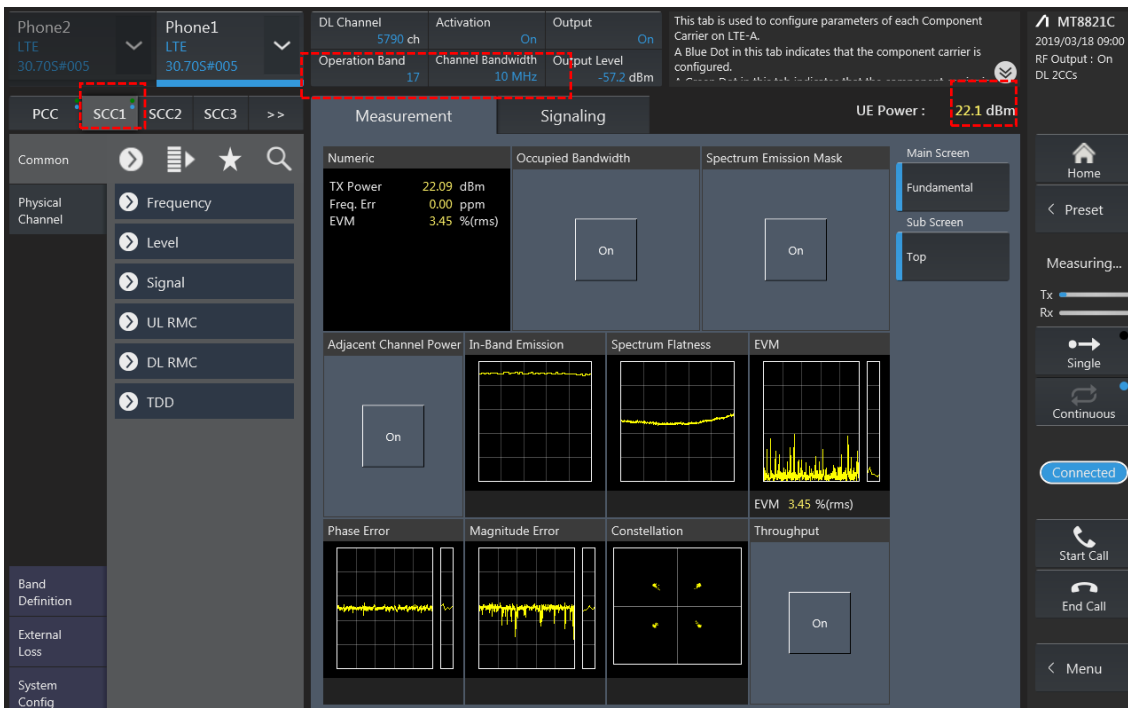 Phone2
LTE
30.70S#005
Phone1
LTE
30.70S#005
DL Channel
5790 ch
Activation
On
Output
On
Operation Band
17
Channel Bandwidth
10 MHz
Output Level
-57.2 dBm
This tab is used to configure parameters of each Component
Carrier on LTE-A.
A Blue Dot in this tab indicates that the component carrier is
configured.
MT8821C
2019/03/18 09:00
RF Output : On
DL 2CCs
PCC
SCC1
SCC2
SCC3
>>
Measurement
Signaling
UE Power : 22.1 dBm
Common
Physical
Channel
Frequency
Level
Signal
UL RMC
DL RMC
TDD
Band
Definition
External
Loss
System
Config
Numeric
TX Power 22.09 dBm
Freq. Err 0.00 ppm
EVM 3.45 %(rms)
Occupied Bandwidth
On
Spectrum Emission Mask
On
Main Screen
Fundamental
Sub Screen
Top
Adjacent Channel Power
On
In-Band Emission
Spectrum Flatness
EVM
EVM 3.45 %(rms)
Phase Error
Magnitude Error
Constellation
Throughput
On
Home
< Preset
Measuring...
Tx
Rx
Single
Continuous
Connected
Start Call
End Call
< Menu